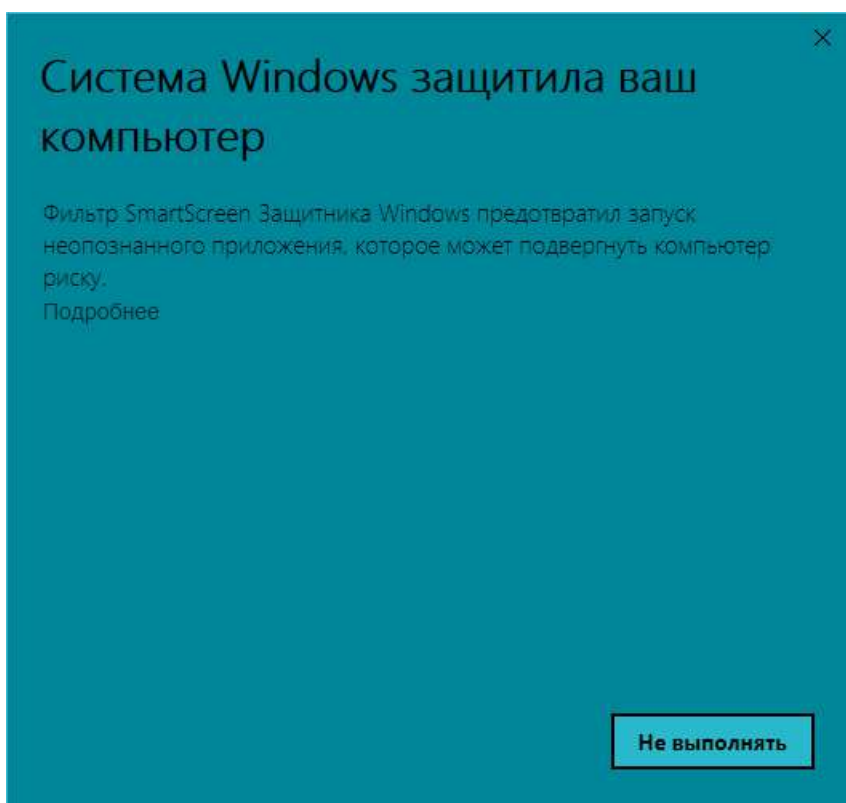 Система Windows защитила ваш
компьютер
Фильтр SmartScreen Защитника Windows предотвратил запуск
неопознанного приложения, которое может подвергнуть компьютер
риску.
Подробнее
Не выполнять